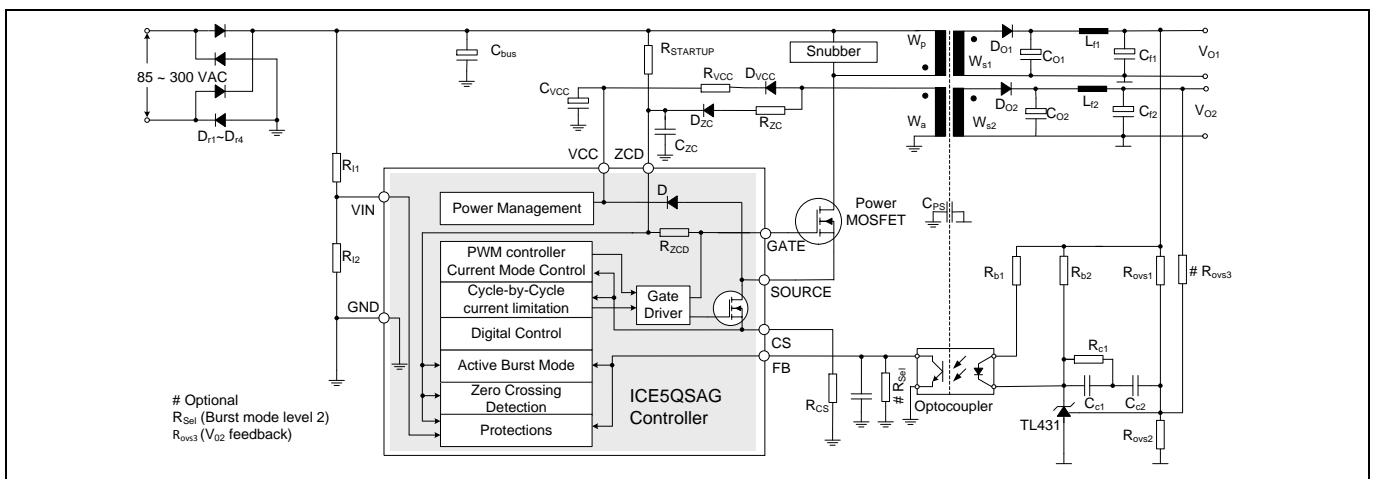 85 ~ 300 VAC
Dr1~Dr4
Cbus
RSTARTUP
Snubber
Wp
Ws1
DO1
CO1
Lf1
Cf1
VO1
CVCC
RVCC
DVCC
DZC
RZC
CZC
Wa
Ws2
DO2
CO2
Lf2
Cf2
VO2
VCC
ZCD
RI1
VIN
RI2
GND
Power Management
D
RZCD
GATE
Power
MOSFET
CPS
PWM controller
Current Mode Control
Cycle-by-Cycle
current limitation
Gate
Driver
SOURCE
Digital Control
CS
FB
Active Burst Mode
Zero Crossing
Detection
Protections
ICE5QSAG
Controller
RCS
# RSel
Optocoupler
Rb1
Rb2
Rovs1
# Rovs3
Rc1
Cc1
Cc2
TL431
Rovs2
# Optional
RSel (Burst mode level 2)
Rovs3 (V02 feedback)